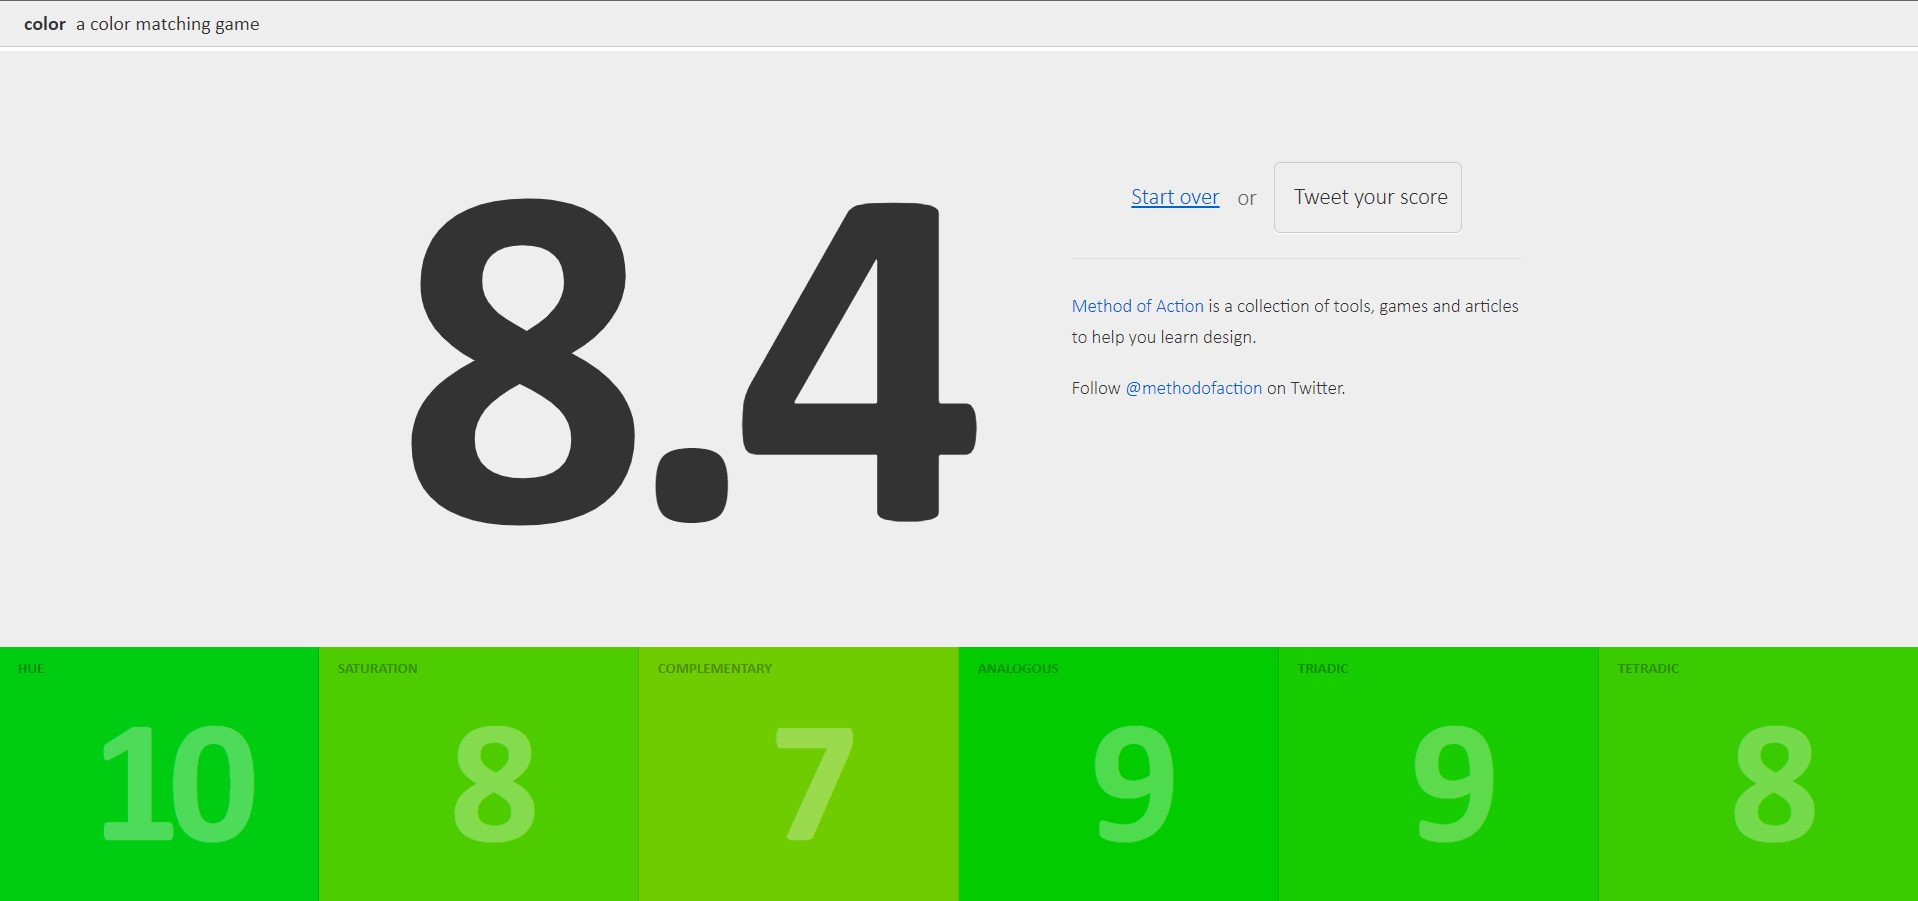 color a color matching game
8.4
Start over or Tweet your score
Method of Action is a collection of tools, games and articles
to help you learn design.
Follow @methodofaction on Twitter.
HUE
10
SATURATION
8
COMPLEMENTARY
7
ANALOGOUS
9
TRIADIC
9
TETRADIC
8